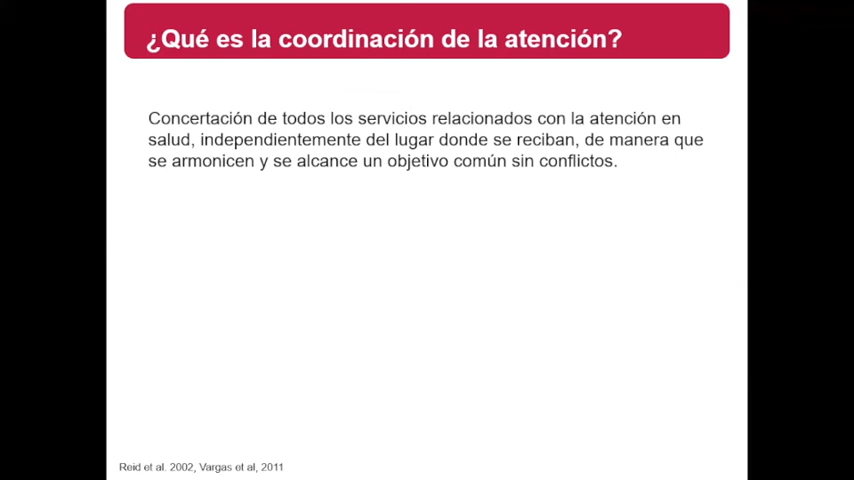 ¿Qué es la coordinación de la atención?
Concertación de todos los servicios relacionados con la atención en
salud, independientemente del lugar donde se reciban, de manera que
se armonicen y se alcance un objetivo común sin conflictos.
Reid et al. 2002, Vargas et al, 2011